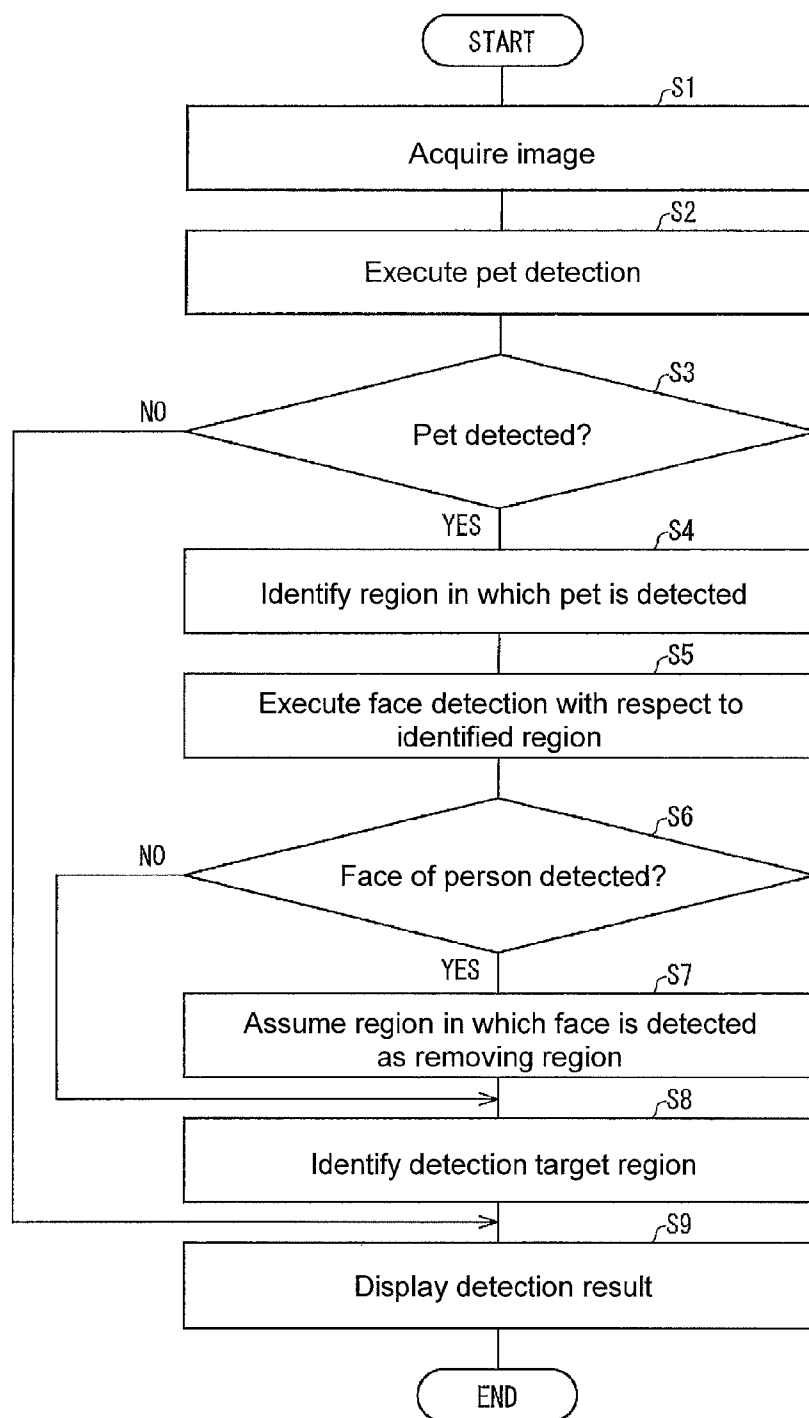 START
S1
Acquire image
S2
Execute pet detection
S3
NO
Pet detected?
YES
S4
Identify region in which pet is detected
S5
Execute face detection with respect to
identified region
S6
NO
Face of person detected?
YES
S7
Assume region in which face is detected
as removing region
S8
Identify detection target region
S9
Display detection result
END